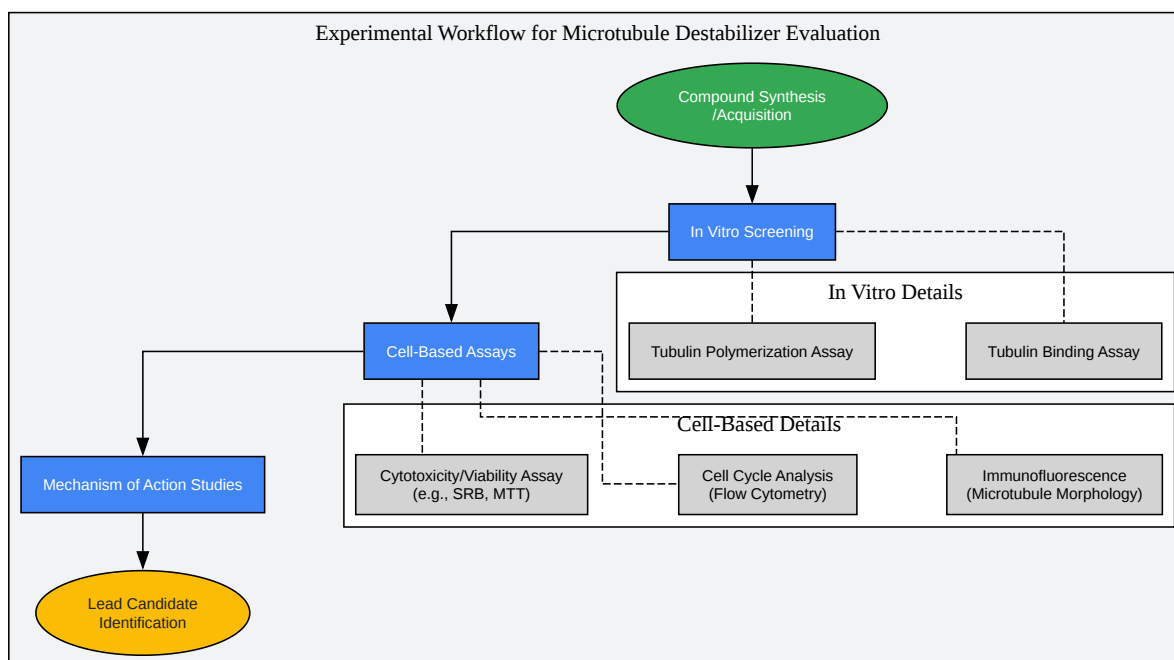 Experimental Workflow for Microtubule Destabilizer Evaluation
Compound Synthesis
/Acquisition
In Vitro Screening
In Vitro Details
Tubulin Polymerization Assay
Tubulin Binding Assay
Cell-Based Assays
Cell-Based Details
Cytotoxicity/Viability Assay
(e.g., SRB, MTT)
Cell Cycle Analysis
(Flow Cytometry)
Immunofluorescence
(Microtubule Morphology)
Mechanism of Action Studies
Lead Candidate
Identification